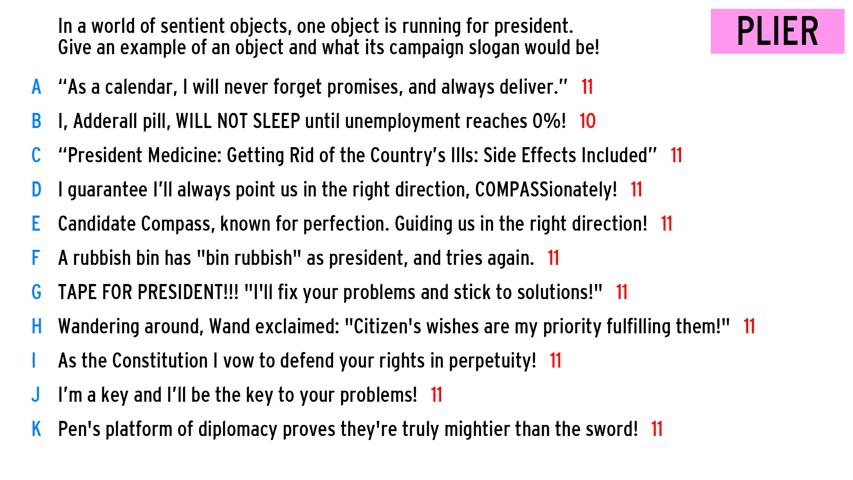 In a world of sentient objects, one object is running for president.
Give an example of an object and what its campaign slogan would be!
PLIER
A “As a calendar, I will never forget promises, and always deliver.” 11
B I, Adderall pill, WILL NOT SLEEP until unemployment reaches 0%! 10
C “President Medicine: Getting Rid of the Country’s Ills: Side Effects Included” 11
D I guarantee I’ll always point us in the right direction, COMPASSionately! 11
E Candidate Compass, known for perfection. Guiding us in the right direction! 11
F A rubbish bin has "bin rubbish" as president, and tries again. 11
G TAPE FOR PRESIDENT!!! "I'll fix your problems and stick to solutions!" 11
H Wandering around, Wand exclaimed: "Citizen's wishes are my priority fulfilling them!" 11
I As the Constitution I vow to defend your rights in perpetuity! 11
J I’m a key and I’ll be the key to your problems! 11
K Pen's platform of diplomacy proves they're truly mightier than the sword! 11